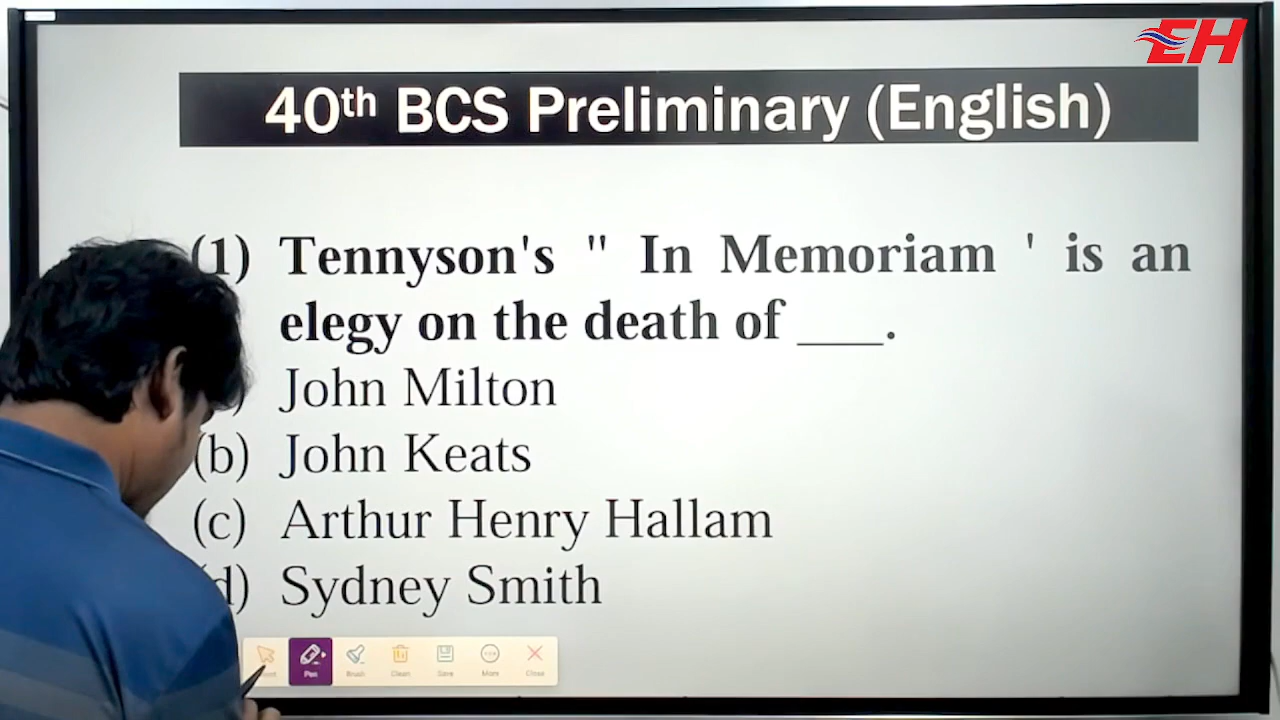 EH
40th BCS Preliminary (English)
(1) Tennyson's " In Memoriam ' is an
elegy on the death of ____.
) John Milton
(b) John Keats
(c) Arthur Henry Hallam
d) Sydney Smith
Pen Brush Clean Save More Close